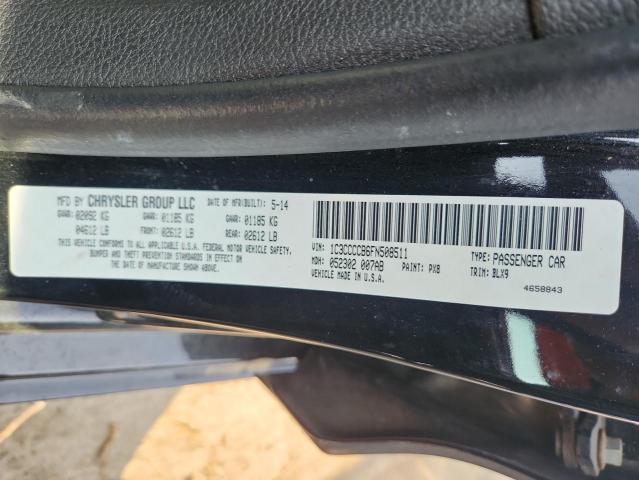 MFD BY CHRYSLER GROUP LLC DATE OF MFR(BUILT): 5-14
GVWR: 02092 KG GAWR: 01185 KG GAWR: 01185 KG
04612 LB FRONT: 02612 LB REAR: 02612 LB
THIS VEHICLE CONFORMS TO ALL APPLICABLE U.S.A. FEDERAL MOTOR VEHICLE SAFETY,
BUMPER, AND THEFT PREVENTION STANDARDS IN EFFECT ON
THE DATE OF MANUFACTURE SHOWN ABOVE.
VIN: 1C3CCCCB6FN508511 TYPE: PASSENGER CAR
MDH: 052302 007AB PAINT: PX8 TRIM: BLX9
VEHICLE MADE IN U.S.A.
4658843